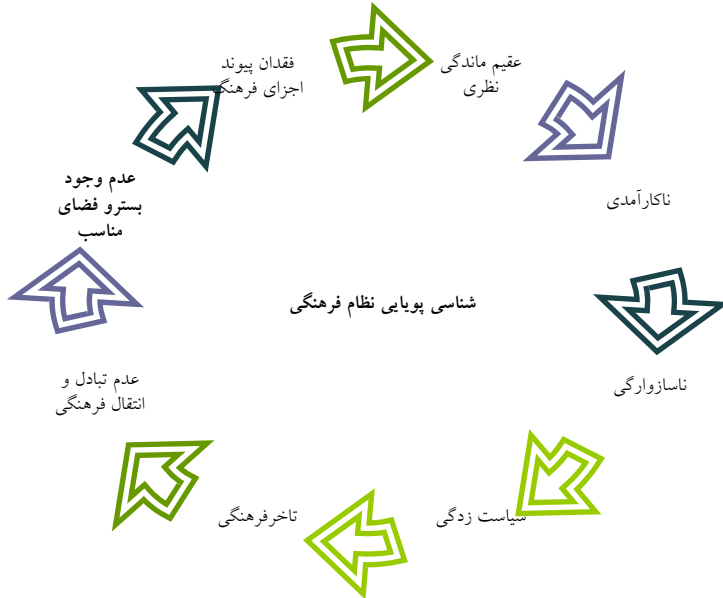 فقدان پیوند
اجزای فرهنگ
عقیم ماندگی
نظری
ناکارآمدی
ناسازوارگی
سیاست زدگی
تاخرفرهنگی
عدم تبادل و
انتقال فرهنگی
عدم وجود
بسترو فضای
مناسب
شناسی پویایی نظام فرهنگی